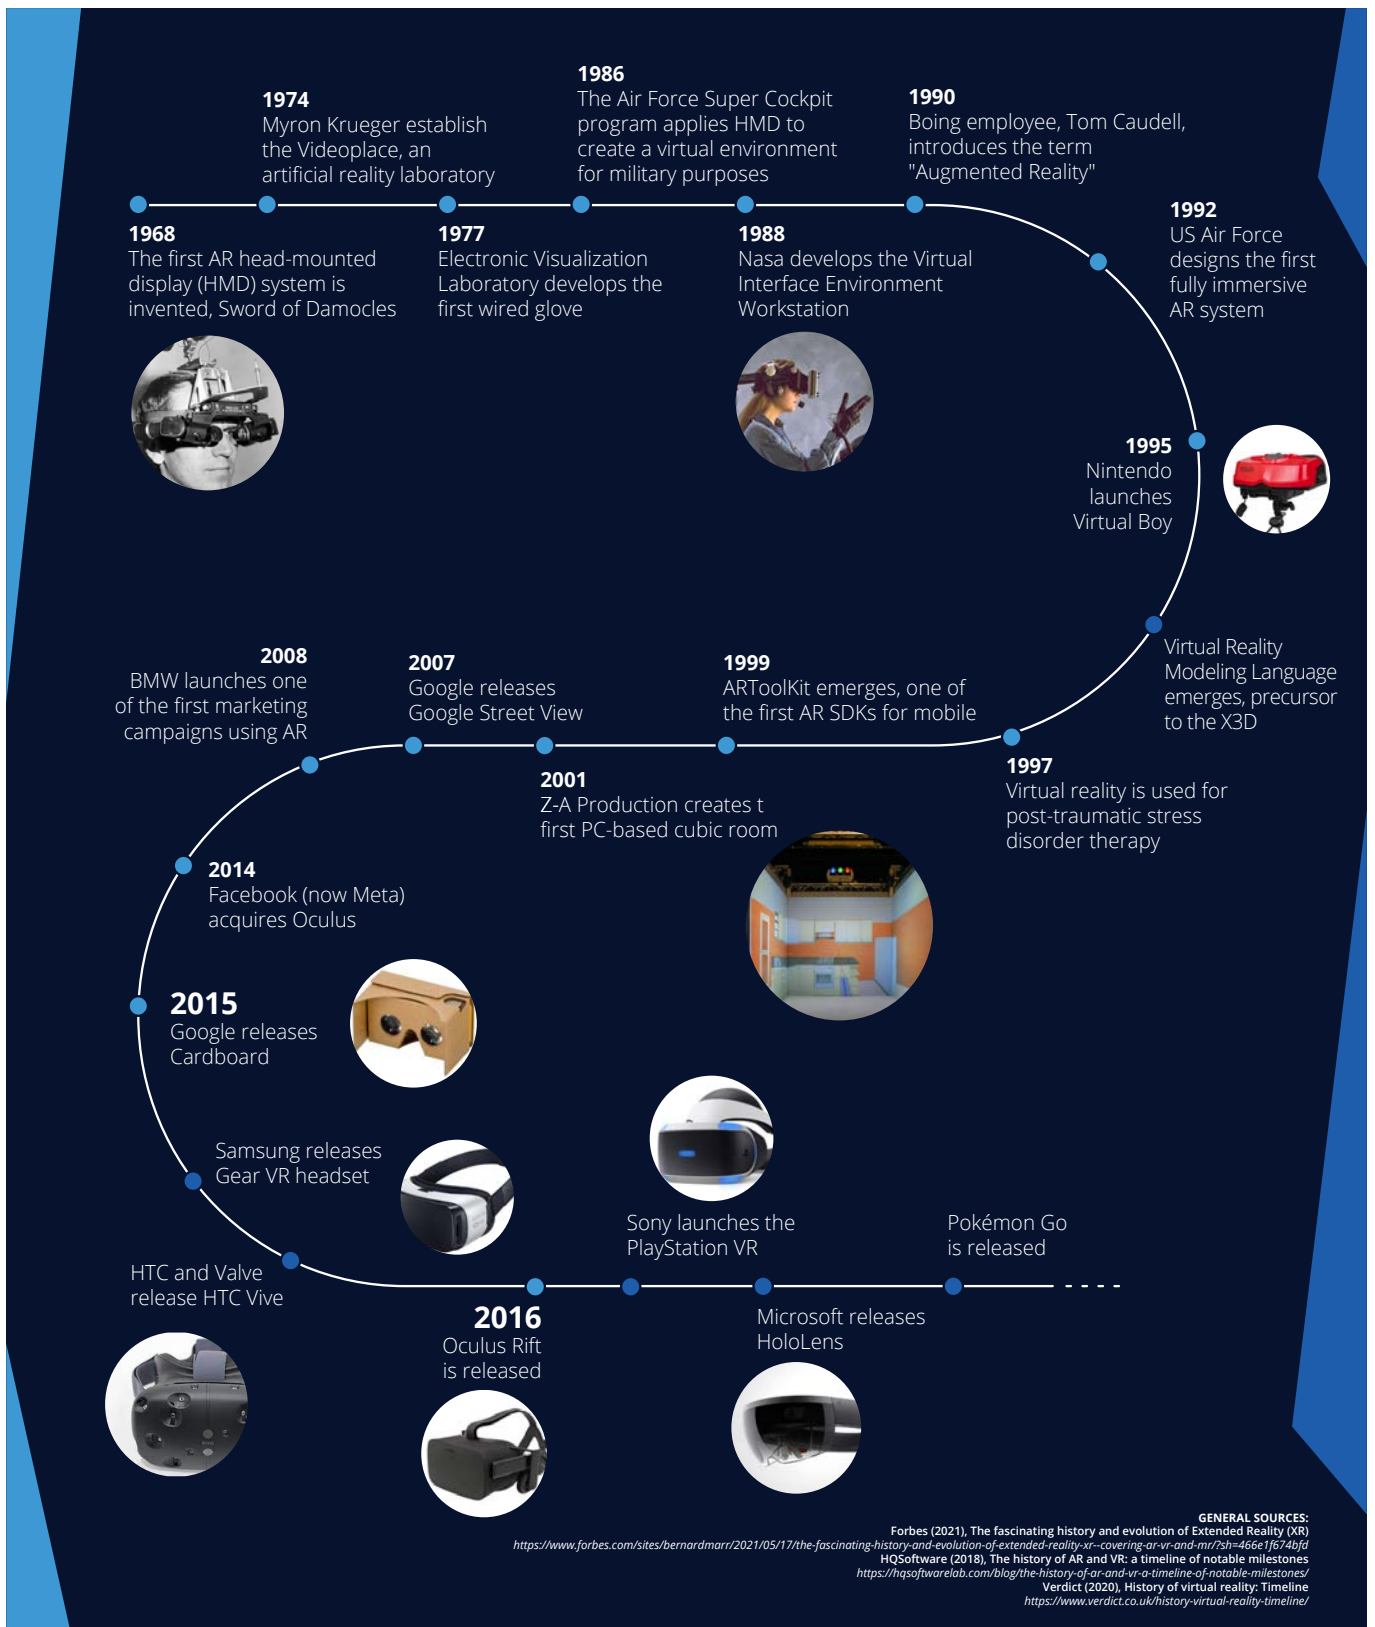 1968
The first AR head-mounted
display (HMD) system is
invented, Sword of Damocles
1974
Myron Krueger establish
the Videoplace, an
artificial reality laboratory
1977
Electronic Visualization
Laboratory develops the
first wired glove
1986
The Air Force Super Cockpit
program applies HMD to
create a virtual environment
for military purposes
1988
Nasa develops the Virtual
Interface Environment
Workstation
1990
Boing employee, Tom Caudell,
introduces the term
"Augmented Reality"
1992
US Air Force
designs the first
fully immersive
AR system
1995
Nintendo
launches
Virtual Boy
Virtual Reality
Modeling Language
emerges, precursor
to the X3D
1997
Virtual reality is used for
post-traumatic stress
disorder therapy
1999
ARToolKit emerges, one of
the first AR SDKs for mobile
2001
Z-A Production creates t
first PC-based cubic room
2007
Google releases
Google Street View
2008
BMW launches one
of the first marketing
campaigns using AR
2014
Facebook (now Meta)
acquires Oculus
2015
Google releases
Cardboard
Samsung releases
Gear VR headset
HTC and Valve
release HTC Vive
2016
Oculus Rift
is released
Sony launches the
PlayStation VR
Microsoft releases
HoloLens
Pokémon Go
is released
GENERAL SOURCES:
Forbes (2021), The fascinating history and evolution of Extended Reality (XR)
https://www.forbes.com/sites/bernardmarr/2021/05/17/the-fascinating-history-and-evolution-of-extended-reality-xr--covering-ar-vr-and-mr/?sh=466e1f674bfd
HQSoftware (2018), The history of AR and VR: a timeline of notable milestones
https://hqsoftwarelab.com/blog/the-history-of-ar-and-vr-a-timeline-of-notable-milestones/
Verdict (2020), History of virtual reality: Timeline
https://www.verdict.co.uk/history-virtual-reality-timeline/